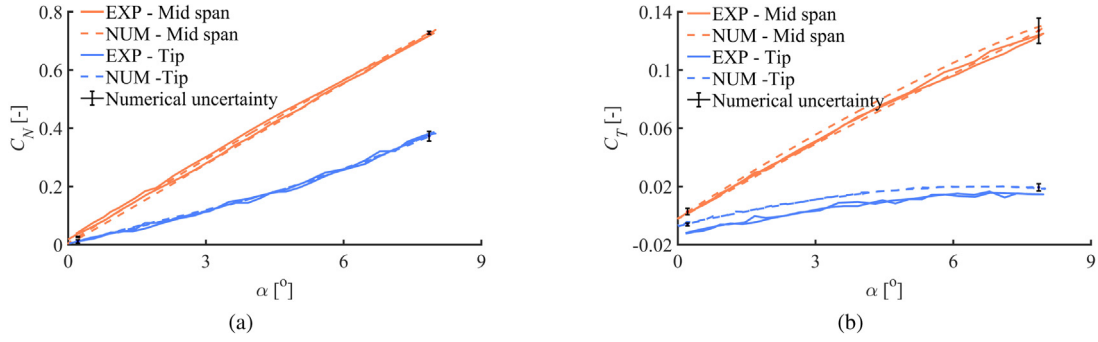 EXP - Mid span
NUM - Mid span
EXP - Tip
NUM -Tip
Numerical uncertainty
0.8
0.6
0.4
0.2
0
C_N [-]
0
3
6
9
α [°]
(a)
EXP - Mid span
NUM - Mid span
EXP - Tip
NUM -Tip
Numerical uncertainty
0.14
0.1
0.06
0.02
-0.02
C_T [-]
0
3
6
9
α [°]
(b)